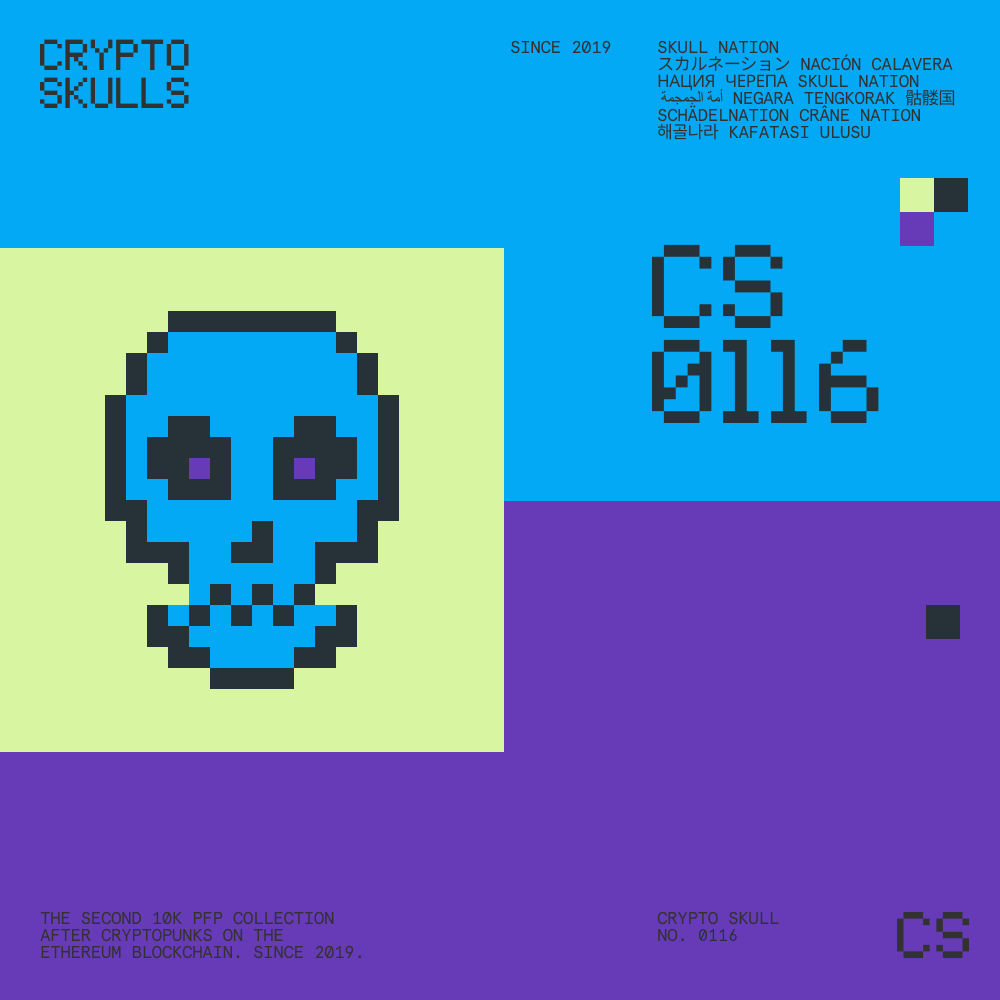 CRYPTO
SKULLS
SINCE 2019
SKULL NATION
スカルネーション NACIÓN CALAVERA
НАЦИЯ ЧЕРЕПА SKULL NATION
أمة الجمجمة NEGARA TENGKORAK 骷髅国
SCHÄDELNATION CRÂNE NATION
해골나라 KAFATASI ULUSU
CS
0116
THE SECOND 10K PFP COLLECTION
AFTER CRYPTOPUNKS ON THE
ETHEREUM BLOCKCHAIN. SINCE 2019.
CRYPTO SKULL
NO. 0116
CS